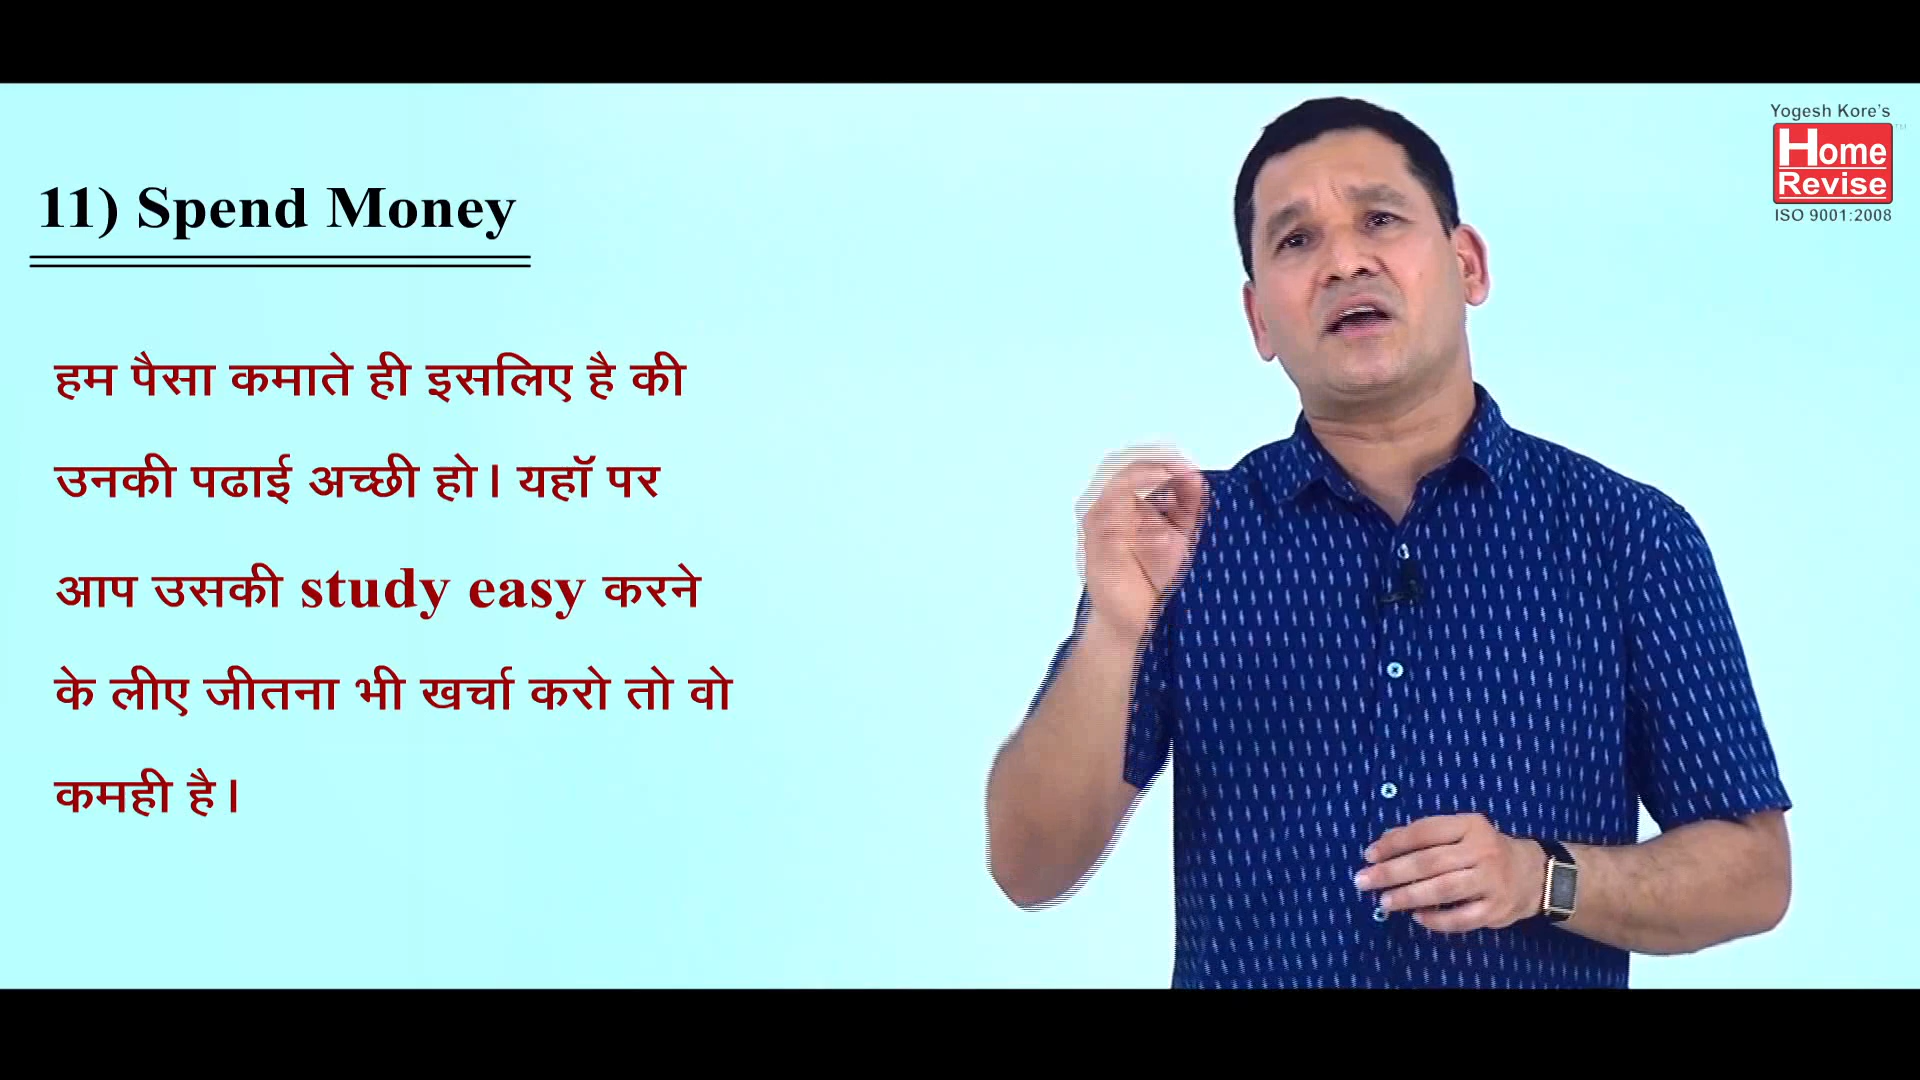 Yogesh Kore's
Home
TM
Revise
ISO 9001:2008
11) Spend Money
हम पैसा कमाते ही इसलिए है की
उनकी पढाई अच्छी हो। यहॉ पर
आप उसकी study easy करने
के लीए जीतना भी खर्चा करो तो वो
कमही है।